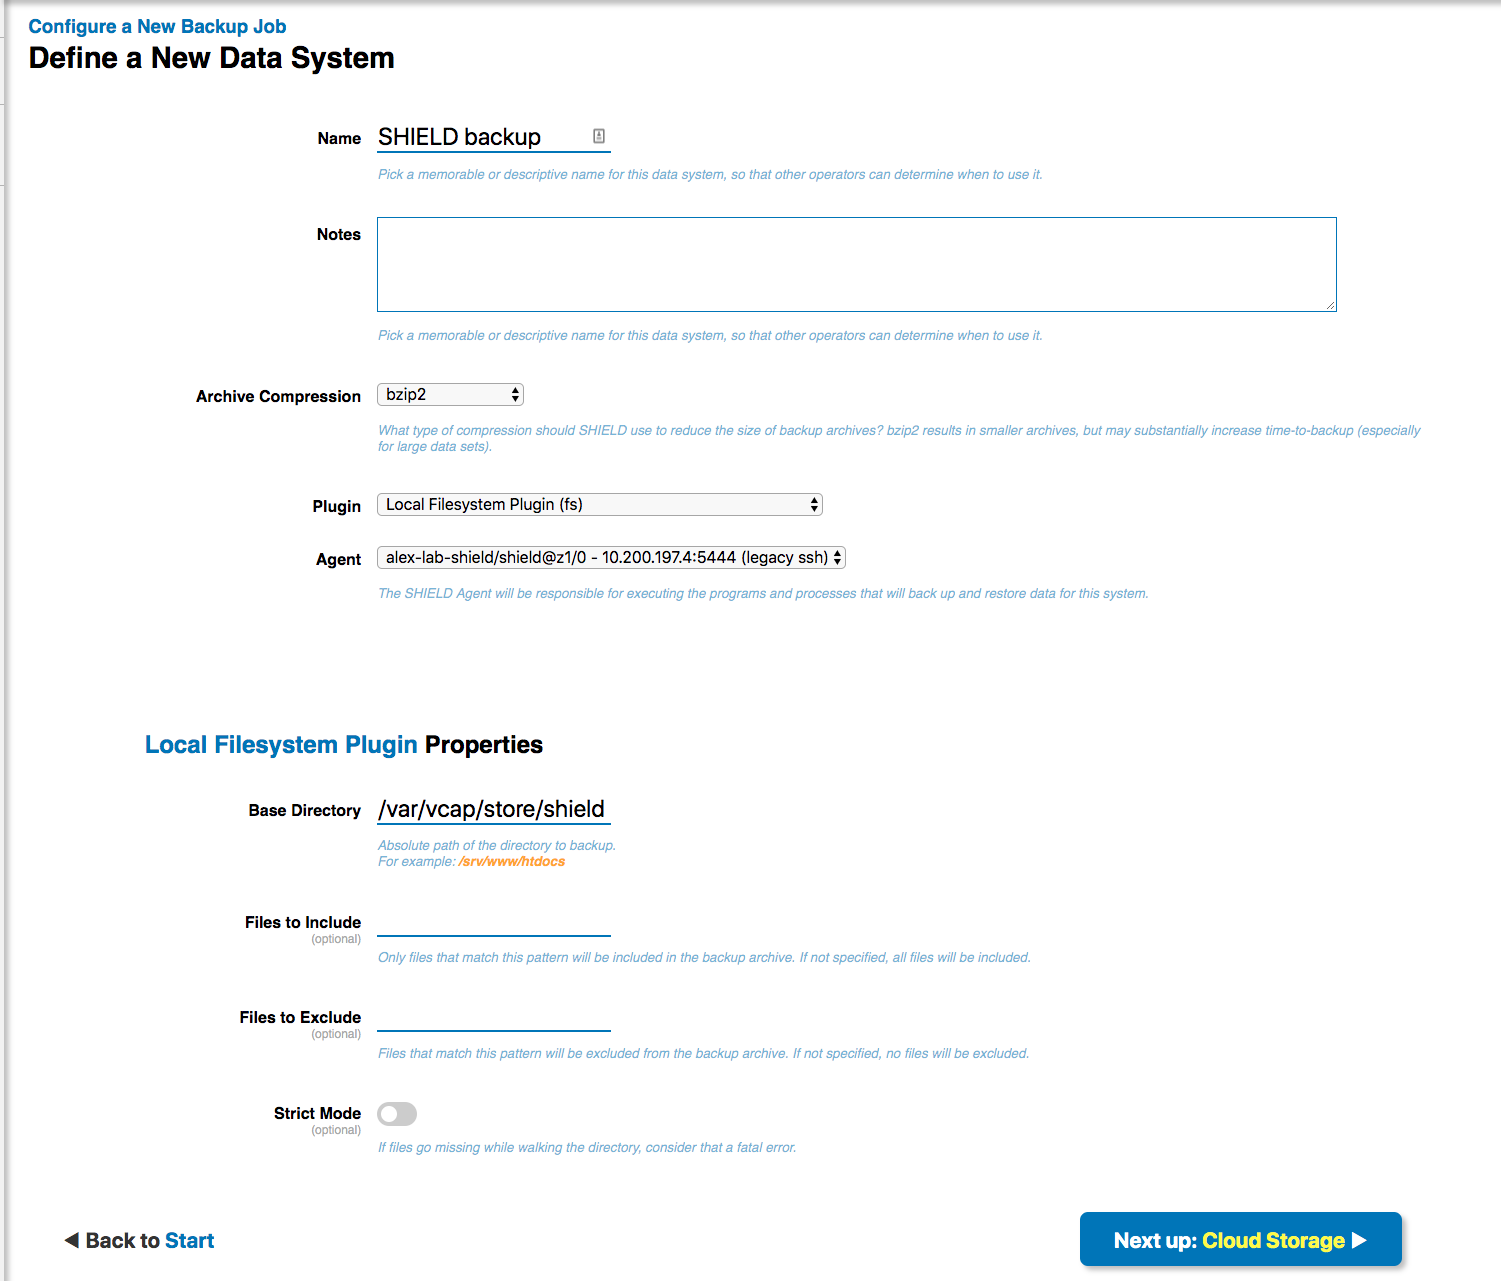 Configure a New Backup Job
Define a New Data System
Name SHIELD backup
Pick a memorable or descriptive name for this data system, so that other operators can determine when to use it.
Notes
Pick a memorable or descriptive name for this data system, so that other operators can determine when to use it.
Archive Compression bzip2
What type of compression should SHIELD use to reduce the size of backup archives? bzip2 results in smaller archives, but may substantially increase time-to-backup (especially
for large data sets).
Plugin Local Filesystem Plugin (fs)
Agent alex-lab-shield/shield@z1/0 - 10.200.197.4:5444 (legacy ssh)
The SHIELD Agent will be responsible for executing the programs and processes that will back up and restore data for this system.
Local Filesystem Plugin Properties
Base Directory /var/vcap/store/shield
Absolute path of the directory to backup.
For example: /srv/www/htdocs
Files to Include
(optional)
Only files that match this pattern will be included in the backup archive. If not specified, all files will be included.
Files to Exclude
(optional)
Files that match this pattern will be excluded from the backup archive. If not specified, no files will be excluded.
Strict Mode
(optional)
If files go missing while walking the directory, consider that a fatal error.
◀ Back to Start
Next up: Cloud Storage ▶